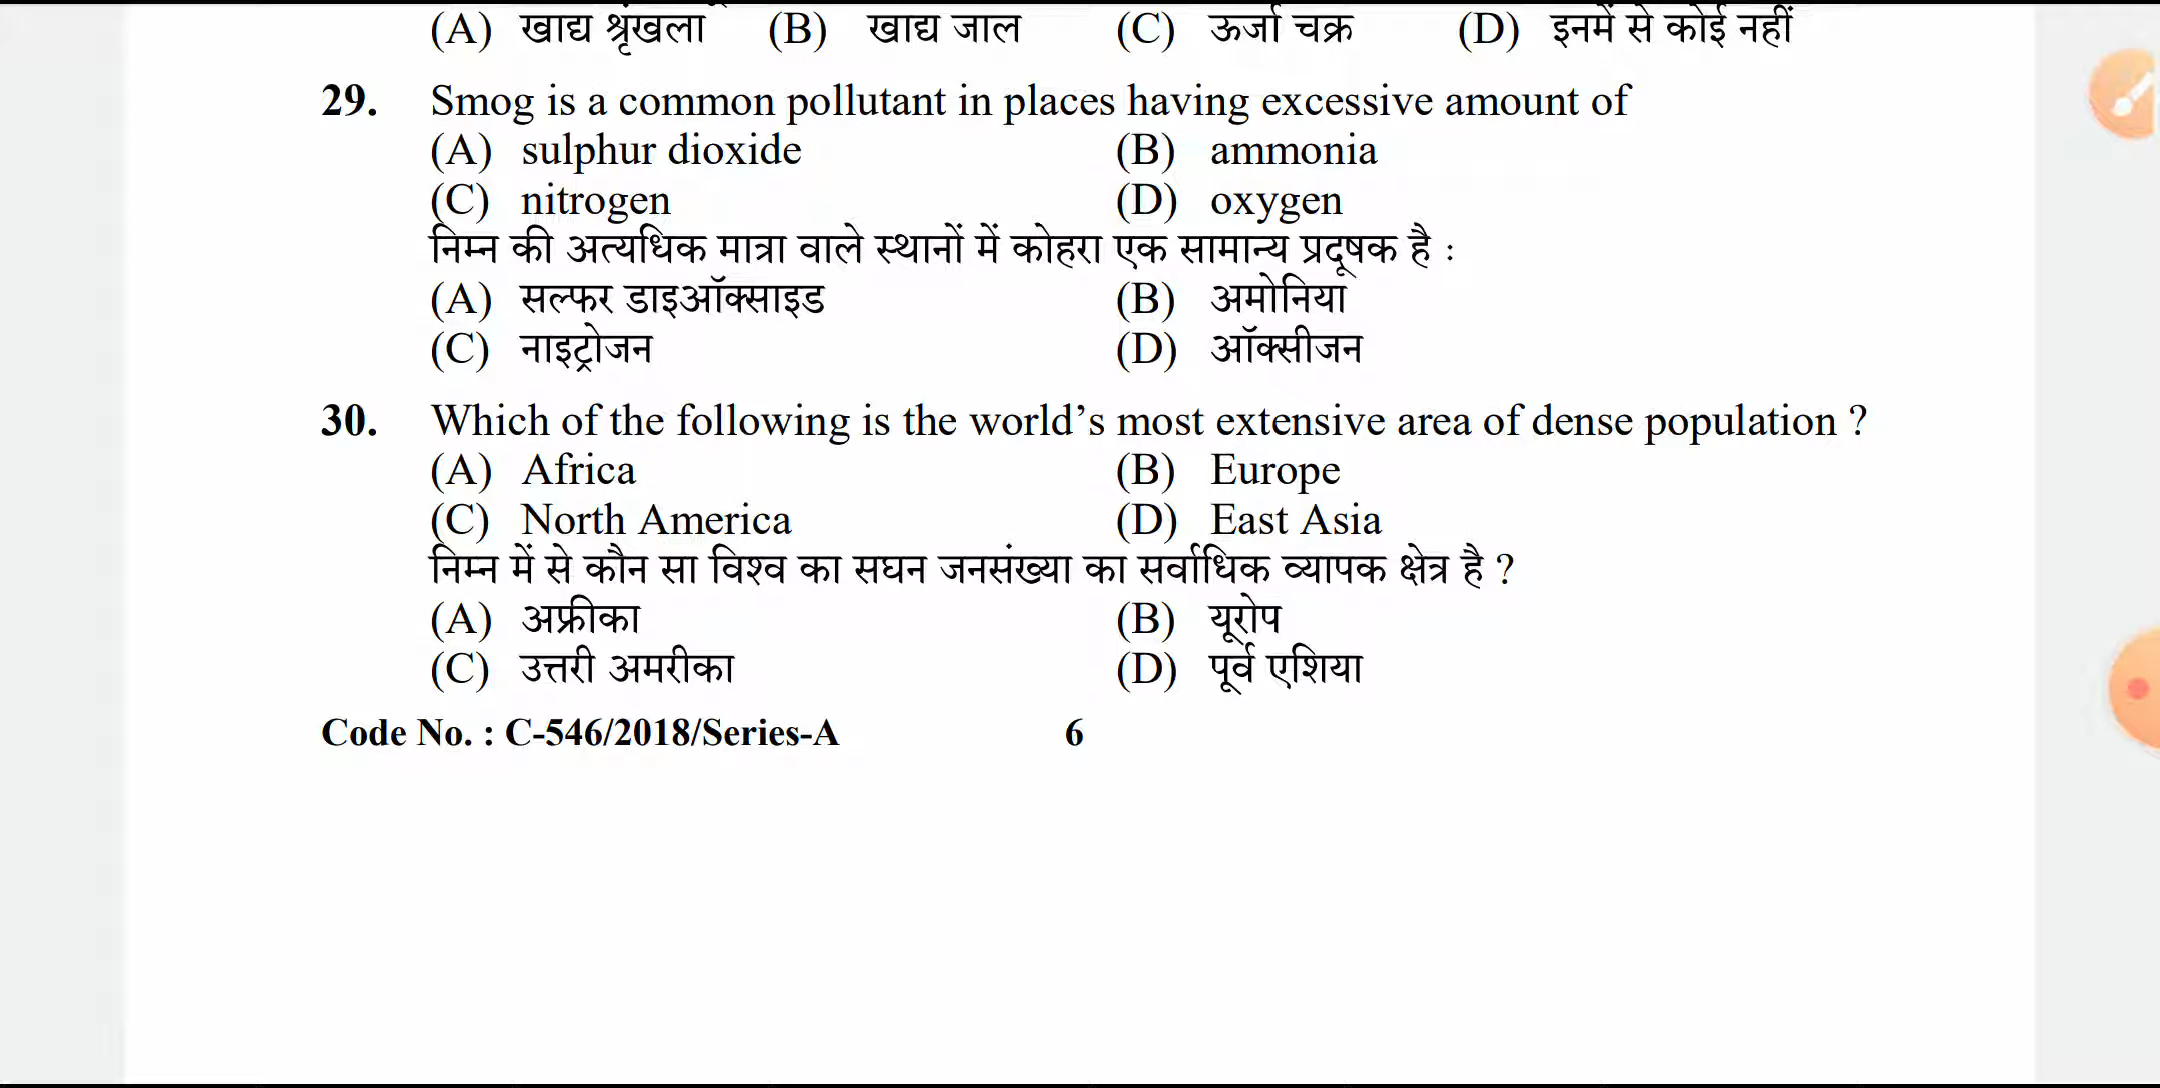 (A) खाद्य श्रृंखला (B) खाद्य जाल (C) ऊर्जा चक्र (D) इनमें से कोई नहीं
29. Smog is a common pollutant in places having excessive amount of
(A) sulphur dioxide (B) ammonia
(C) nitrogen (D) oxygen
निम्न की अत्यधिक मात्रा वाले स्थानों में कोहरा एक सामान्य प्रदूषक है :
(A) सल्फर डाइऑक्साइड (B) अमोनिया
(C) नाइट्रोजन (D) ऑक्सीजन
30. Which of the following is the world’s most extensive area of dense population ?
(A) Africa (B) Europe
(C) North America (D) East Asia
निम्न में से कौन सा विश्व का सघन जनसंख्या का सर्वाधिक व्यापक क्षेत्र है ?
(A) अफ्रीका (B) यूरोप
(C) उत्तरी अमरीका (D) पूर्व एशिया
Code No. : C-546/2018/Series-A 6